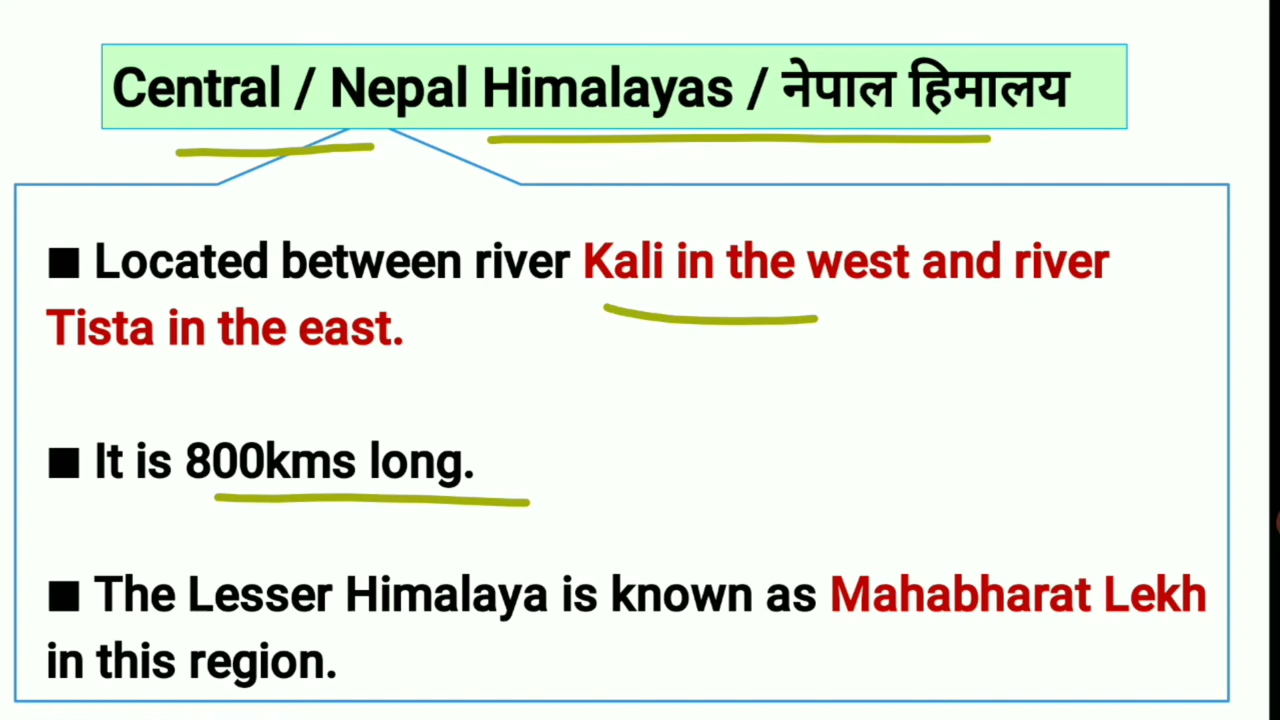 Central / Nepal Himalayas / नेपाल हिमालय
■ Located between river Kali in the west and river
Tista in the east.
■ It is 800kms long.
■ The Lesser Himalaya is known as Mahabharat Lekh
in this region.